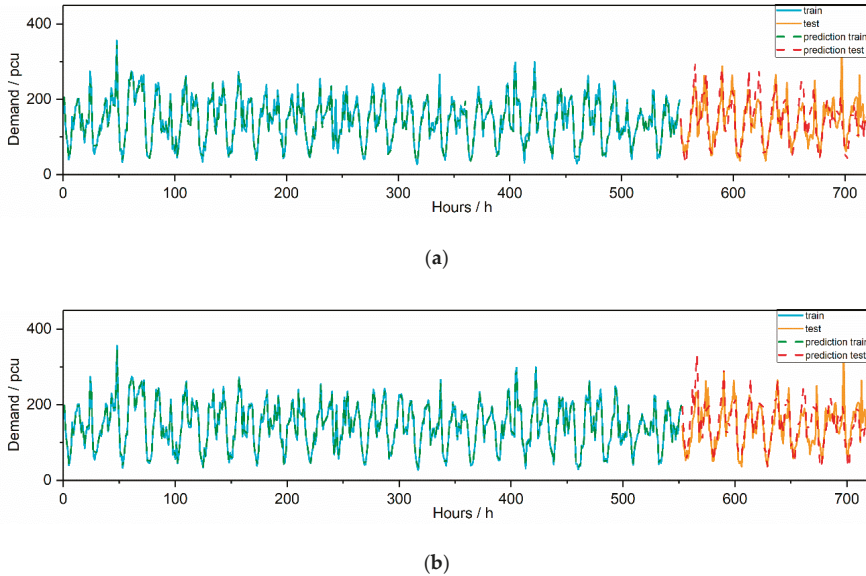 400
200
0
Demand / pcu
train
test
prediction train
prediction test
0 100 200 300 400 500 600 700
Hours / h
(a)
400
200
0
Demand / pcu
train
test
prediction train
prediction test
0 100 200 300 400 500 600 700
Hours / h
(b)